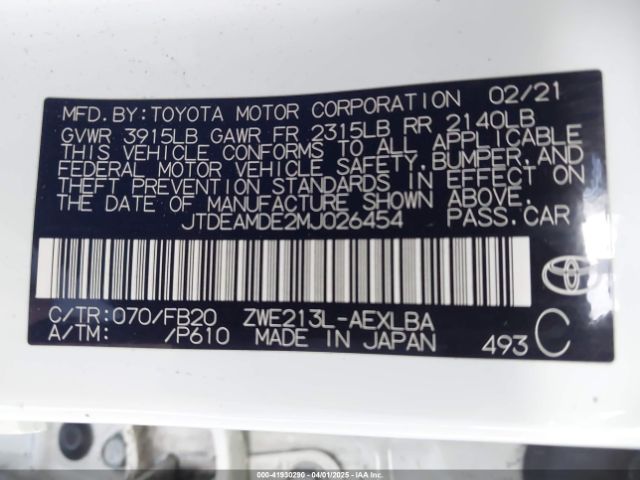 MFD. BY: TOYOTA MOTOR CORPORATION 02/21
GVWR 3915LB GAWR FR 2315LB RR 2140LB
THIS VEHICLE CONFORMS TO ALL APPLICABLE
FEDERAL MOTOR VEHICLE SAFETY, BUMPER, AND
THEFT PREVENTION STANDARDS IN EFFECT ON
THE DATE OF MANUFACTURE SHOWN ABOVE.
JTDEAMDE2MJ026454 PASS. CAR
C/TR: 070/FB20 ZWE213L-AEXLBA
A/TM: /P610 MADE IN JAPAN 493 C
000-41930290 - 04/01/2025 - IAAI.com